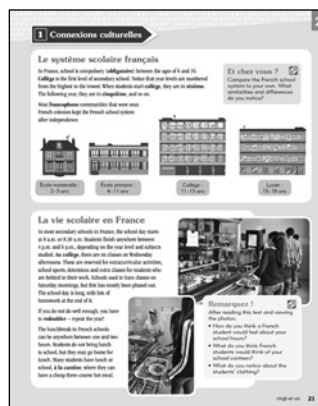 1 Connexions culturelles
Le système scolaire français
In France, school is compulsory (obligatoire) between the ages of 6 and 16.
Collège is the first level of secondary school. Notice that year levels are numbered
from the highest to the lowest. When students start collège, they are in sixième.
The following year, they are in cinquième, and so on.
Most francophone communities that were once
French colonies kept the French school system
after independence.
Et chez vous ?
Compare the French school
system to your own. What
similarities and differences
do you notice?
École maternelle :
2–5 ans
École primaire :
6–11 ans
Collège :
11–15 ans
Lycée :
15–18 ans
La vie scolaire en France
In most secondary schools in France, the school day starts
at 8 a.m. or 8.30 a.m. Students finish anywhere between
4 p.m. and 6 p.m., depending on the year level and subjects
studied. Au collège, there are no classes on Wednesday
afternoons. These are reserved for extracurricular activities,
school sports, detentions and extra classes for students who
are behind in their work. Schools used to have classes on
Saturday mornings, but this has mostly been phased out.
The school day is long, with lots of
homework at the end of it.
If you do not do well enough, you have
to redoubler – repeat the year!
The lunchbreak in French schools
can be anywhere between one and two
hours. Students do not bring lunch
to school, but they may go home for
lunch. Many students have lunch at
school, à la cantine, where they can
have a cheap three-course hot meal.
Remarquez !
After reading this text and viewing
the photos:
• How do you think a French
student would feel about your
school hours?
• What do you think French
students would think of your
school canteen?
• What do you notice about the
students' clothing?
vingt et un 21